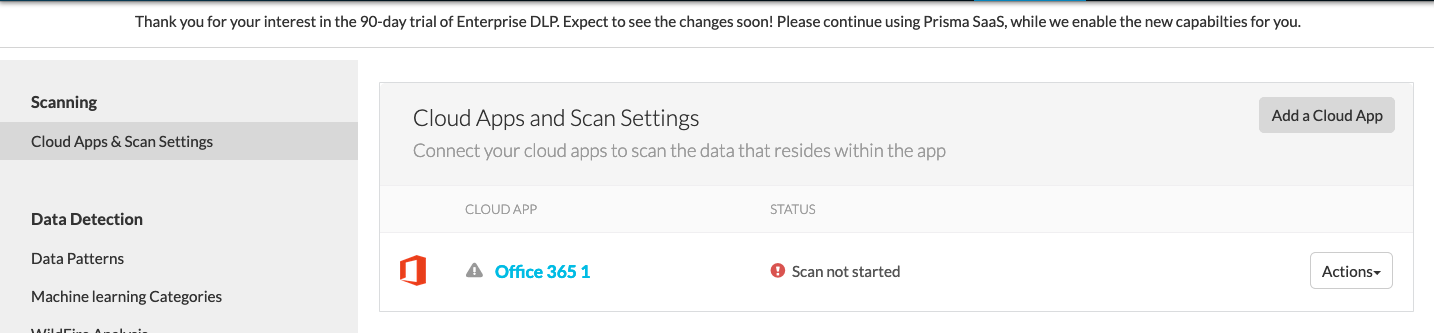 Thank you for your interest in the 90-day trial of Enterprise DLP. Expect to see the changes soon! Please continue using Prisma SaaS, while we enable the new capabilties for you.
Scanning
Cloud Apps & Scan Settings
Data Detection
Data Patterns
Machine learning Categories
WildFire Analysis
Cloud Apps and Scan Settings
Add a Cloud App
Connect your cloud apps to scan the data that resides within the app
CLOUD APP STATUS
Office 365 1 Scan not started Actions